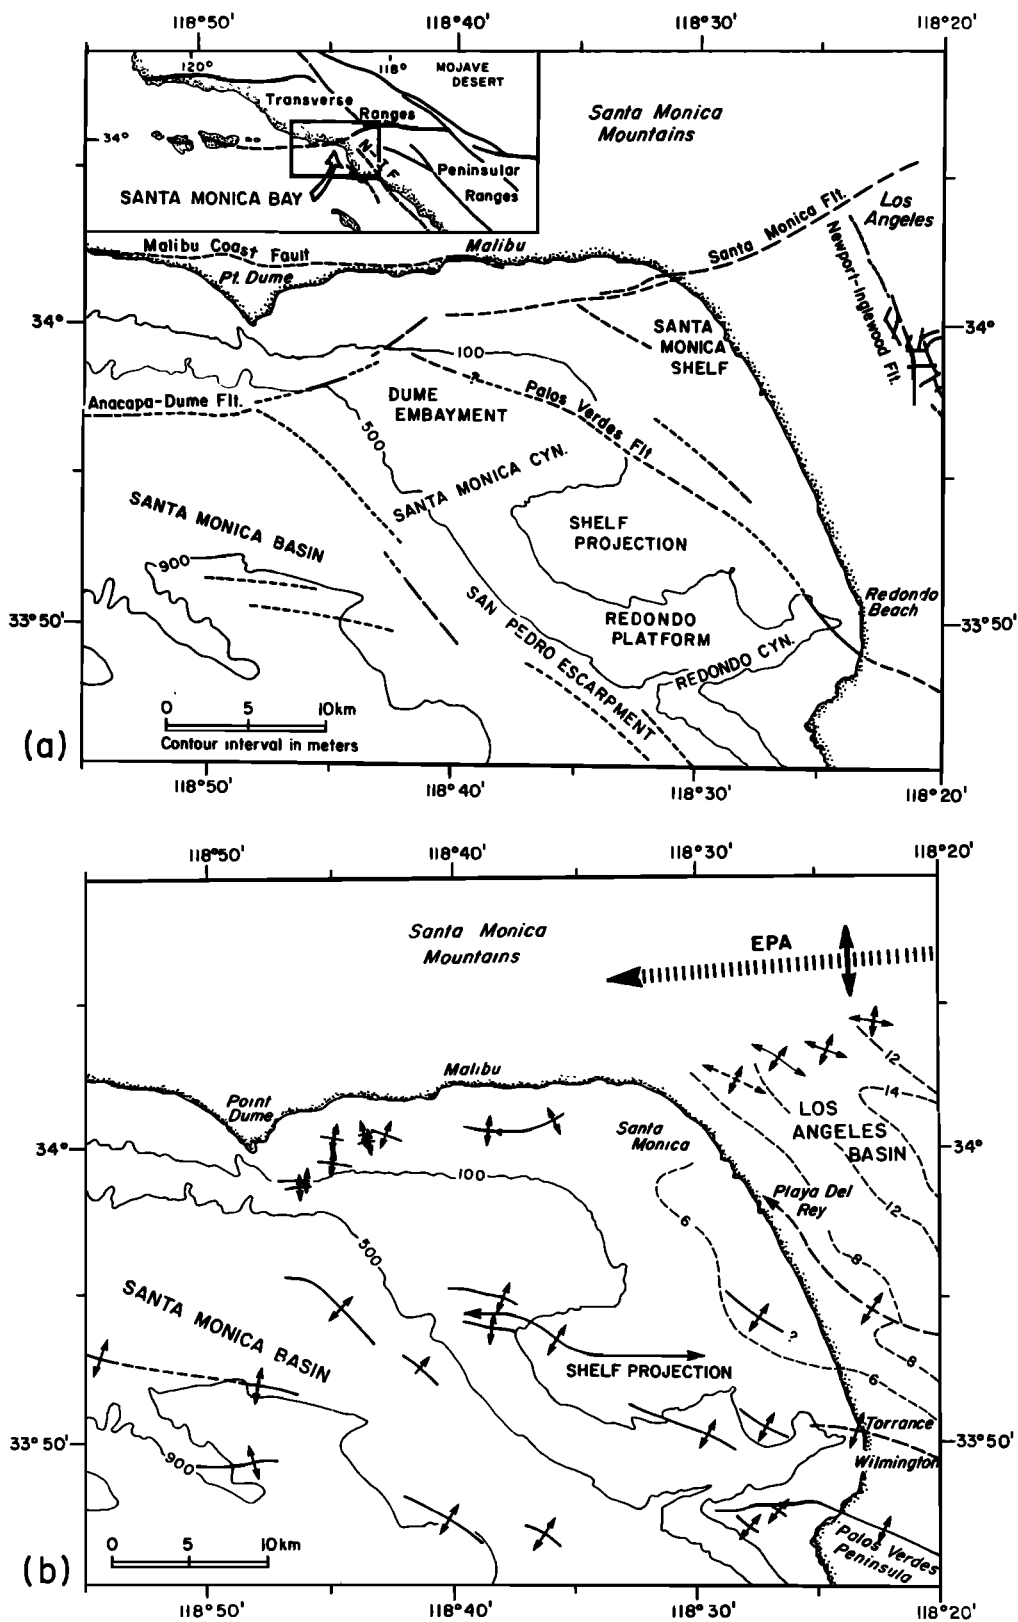 118°50'
118°40'
118°30'
118°20'
120°
118°
MOJAVE
DESERT
Transverse
Ranges
34°
N-IF
Peninsular
Ranges
SANTA MONICA BAY
Santa Monica
Mountains
Los
Angeles
Santa Monica Flt.
Newport-Inglewood Flt.
Malibu Coast Fault
Malibu
Pt. Dume
34°
34°
100
SANTA
MONICA
SHELF
?
DUME
EMBAYMENT
Palos Verdes Flt
Anacapa-Dume Flt.
500
SANTA MONICA CYN.
SANTA MONICA BASIN
SHELF
PROJECTION
900
Redondo
Beach
33°50'
33°50'
REDONDO
PLATFORM
SAN PEDRO ESCARPMENT
REDONDO CYN.
0 5 10km
Contour interval in meters
(a)
118°50'
118°40'
118°30'
118°20'
118°50'
118°40'
118°30'
118°20'
Santa Monica
Mountains
EPA
12
14
Malibu
Point
Dume
LOS
ANGELES
BASIN
Santa
Monica
34°
34°
100
Playa Del
Rey
12
6
500
8
SANTA MONICA BASIN
?
SHELF PROJECTION
8
6
Torrance
33°50'
33°50'
Wilmington
900
0 5 10km
Palos Verdes
Peninsula
(b)
118°50'
118°40'
118°30'
118°20'